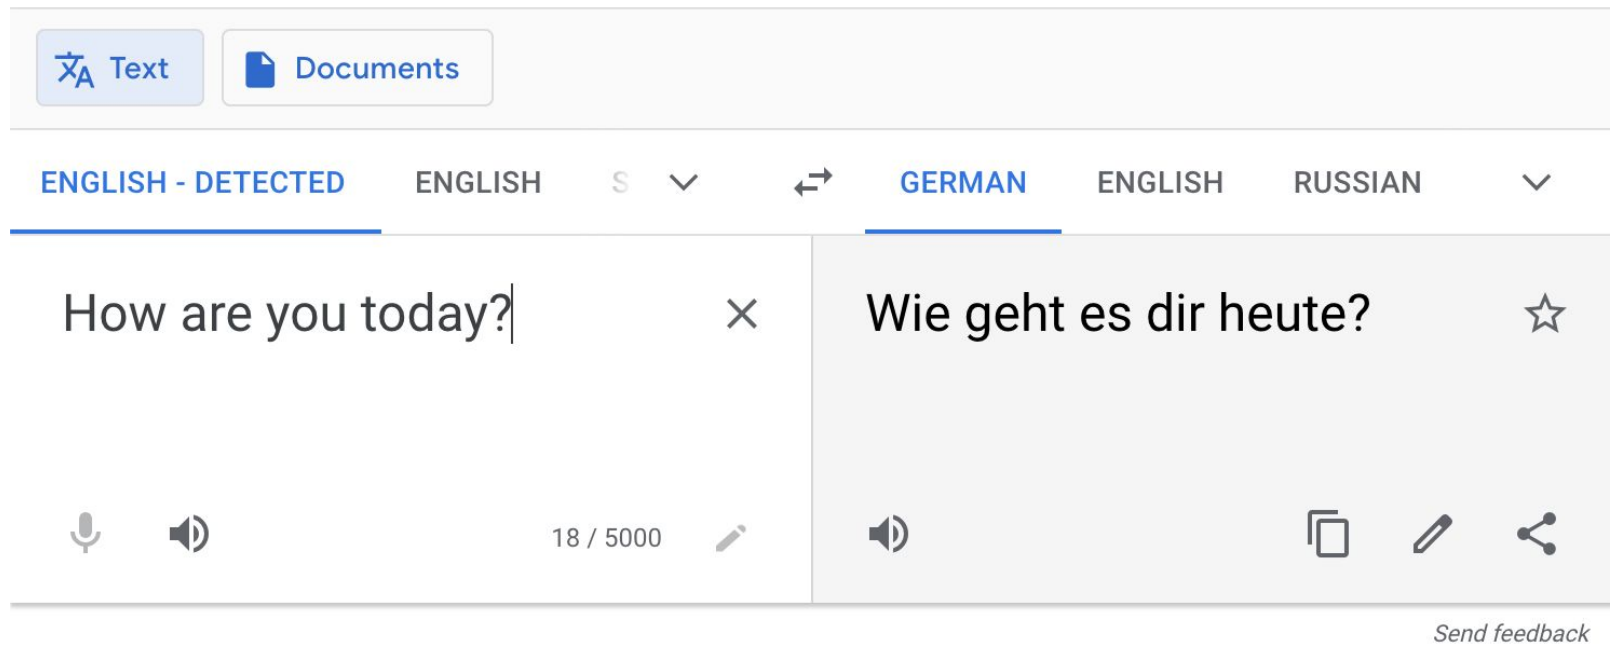 Text Documents
ENGLISH - DETECTED ENGLISH S GERMAN ENGLISH RUSSIAN
How are you today? Wie geht es dir heute?
18 / 5000
Send feedback